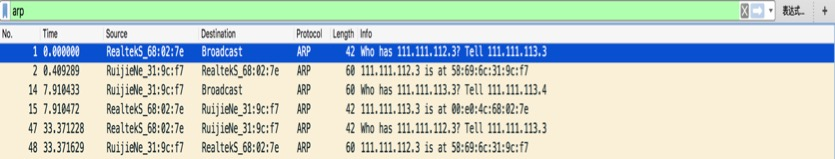 arp
表达式…
No. Time Source Destination Protocol Length Info
1 0.000000 RealtekS_68:02:7e Broadcast ARP 42 Who has 111.111.112.3? Tell 111.111.113.3
2 0.409289 RuijieNe_31:9c:f7 RealtekS_68:02:7e ARP 60 111.111.112.3 is at 58:69:6c:31:9c:f7
14 7.910433 RuijieNe_31:9c:f7 Broadcast ARP 60 Who has 111.111.113.3? Tell 111.111.113.4
15 7.910472 RealtekS_68:02:7e RuijieNe_31:9c:f7 ARP 42 111.111.113.3 is at 00:e0:4c:68:02:7e
47 33.371228 RealtekS_68:02:7e RuijieNe_31:9c:f7 ARP 42 Who has 111.111.112.3? Tell 111.111.113.3
48 33.371629 RuijieNe_31:9c:f7 RealtekS_68:02:7e ARP 60 111.111.112.3 is at 58:69:6c:31:9c:f7